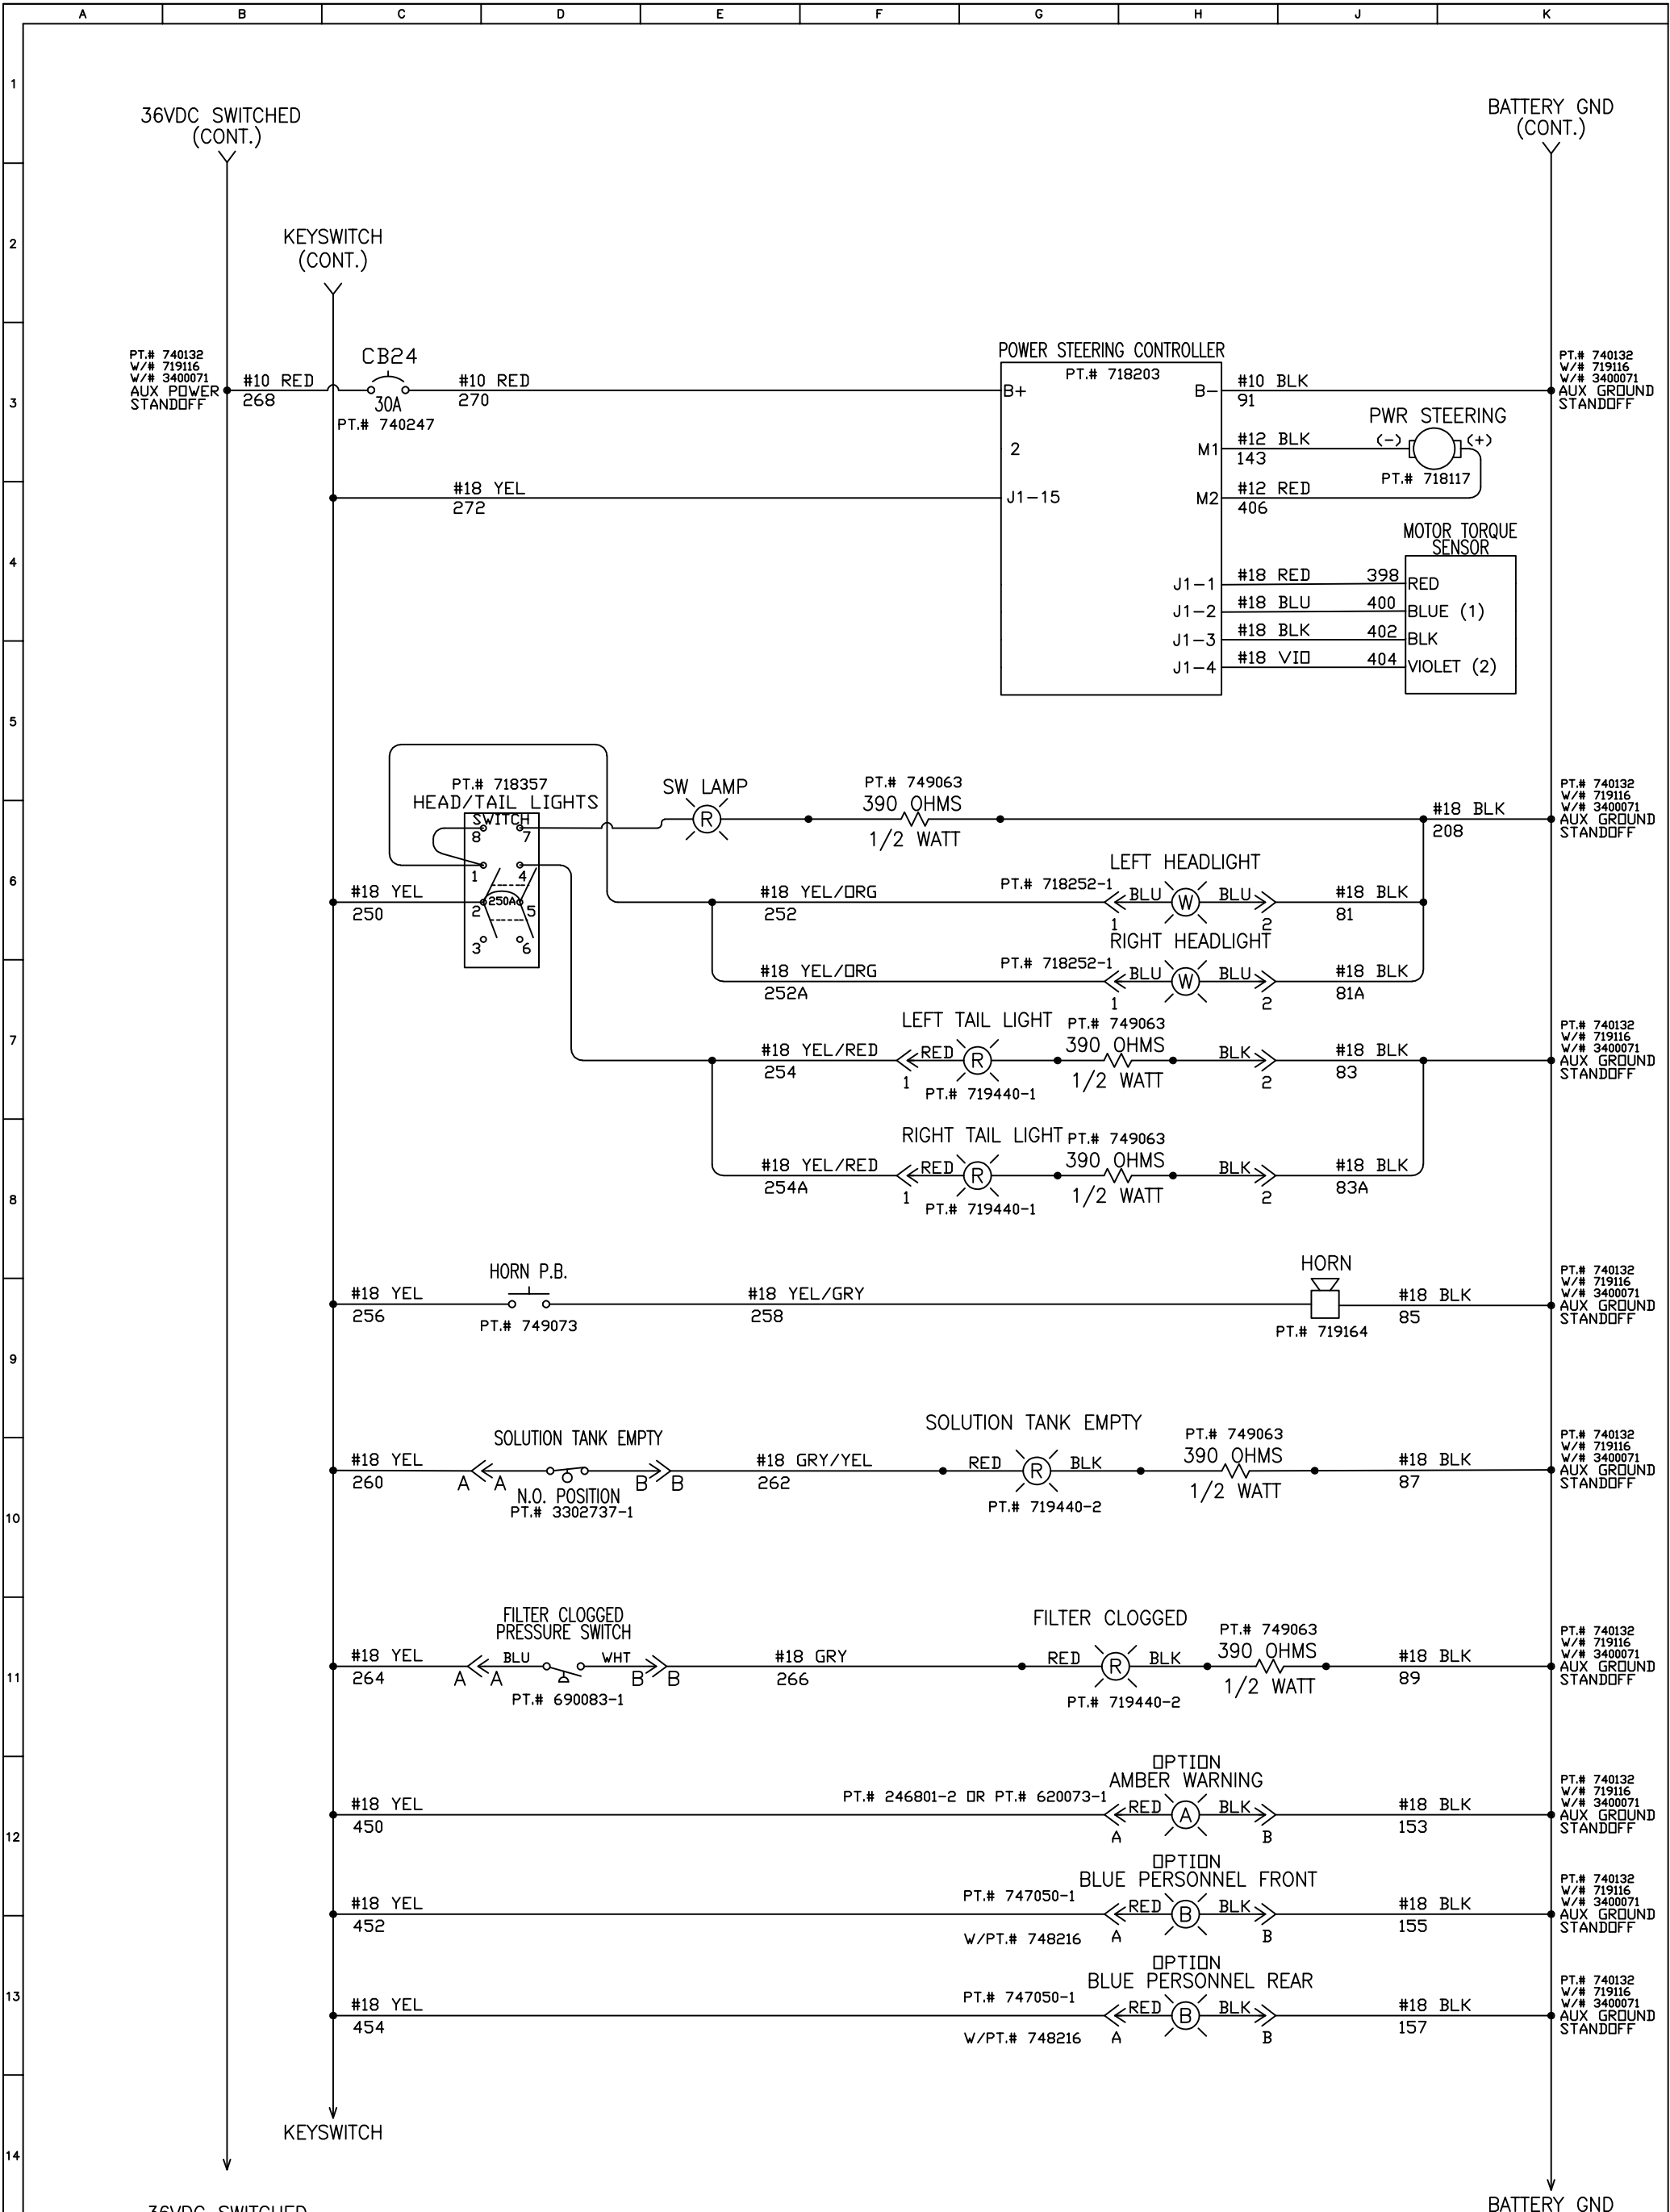 A B C D E F G H J K
1
36VDC SWITCHED
(CONT.)
BATTERY GND
(CONT.)
2
KEYSWITCH
(CONT.)
3
PT.# 740132
W/# 719116
W/# 3400071
AUX POWER
STANDOFF
#10 RED
268
CB24
30A
PT.# 740247
#10 RED
270
POWER STEERING CONTROLLER
PT.# 718203
B+
B-
#10 BLK
91
PT.# 740132
W/# 719116
W/# 3400071
AUX GROUND
STANDOFF
PWR STEERING
2
M1
#12 BLK
143
(-)
(+)
PT.# 718117
#18 YEL
272
J1-15
M2
#12 RED
406
4
MOTOR TORQUE
SENSOR
J1-1
#18 RED
398
RED
J1-2
#18 BLU
400
BLUE (1)
J1-3
#18 BLK
402
BLK
J1-4
#18 VIO
404
VIOLET (2)
5
PT.# 718357
HEAD/TAIL LIGHTS
SWITCH
8
7
1
4
2
250A
5
3
6
SW LAMP
R
PT.# 749063
390 OHMS
1/2 WATT
#18 BLK
208
PT.# 740132
W/# 719116
W/# 3400071
AUX GROUND
STANDOFF
6
#18 YEL
250
#18 YEL/ORG
252
LEFT HEADLIGHT
PT.# 718252-1
BLU
W
BLU
1
2
#18 BLK
81
RIGHT HEADLIGHT
#18 YEL/ORG
252A
PT.# 718252-1
BLU
W
BLU
1
2
#18 BLK
81A
7
LEFT TAIL LIGHT
PT.# 749063
390 OHMS
1/2 WATT
#18 YEL/RED
254
RED
R
1
PT.# 719440-1
BLK
2
#18 BLK
83
PT.# 740132
W/# 719116
W/# 3400071
AUX GROUND
STANDOFF
8
RIGHT TAIL LIGHT
PT.# 749063
390 OHMS
1/2 WATT
#18 YEL/RED
254A
RED
R
1
PT.# 719440-1
BLK
2
#18 BLK
83A
9
#18 YEL
256
HORN P.B.
PT.# 749073
#18 YEL/GRY
258
HORN
PT.# 719164
#18 BLK
85
PT.# 740132
W/# 719116
W/# 3400071
AUX GROUND
STANDOFF
10
#18 YEL
260
SOLUTION TANK EMPTY
A A
B B
N.O. POSITION
PT.# 3302737-1
#18 GRY/YEL
262
SOLUTION TANK EMPTY
RED
R
BLK
PT.# 719440-2
PT.# 749063
390 OHMS
1/2 WATT
#18 BLK
87
PT.# 740132
W/# 719116
W/# 3400071
AUX GROUND
STANDOFF
11
#18 YEL
264
FILTER CLOGGED
PRESSURE SWITCH
BLU
WHT
A A
B B
PT.# 690083-1
#18 GRY
266
FILTER CLOGGED
RED
R
BLK
PT.# 719440-2
PT.# 749063
390 OHMS
1/2 WATT
#18 BLK
89
PT.# 740132
W/# 719116
W/# 3400071
AUX GROUND
STANDOFF
12
#18 YEL
450
OPTION
AMBER WARNING
PT.# 246801-2 OR PT.# 620073-1
RED
A
BLK
A
B
#18 BLK
153
PT.# 740132
W/# 719116
W/# 3400071
AUX GROUND
STANDOFF
#18 YEL
452
OPTION
BLUE PERSONNEL FRONT
PT.# 747050-1
RED
B
BLK
W/PT.# 748216
A
B
#18 BLK
155
PT.# 740132
W/# 719116
W/# 3400071
AUX GROUND
STANDOFF
13
#18 YEL
454
OPTION
BLUE PERSONNEL REAR
PT.# 747050-1
RED
B
BLK
W/PT.# 748216
A
B
#18 BLK
157
PT.# 740132
W/# 719116
W/# 3400071
AUX GROUND
STANDOFF
KEYSWITCH
14
36VDC SWITCHED
BATTERY GND